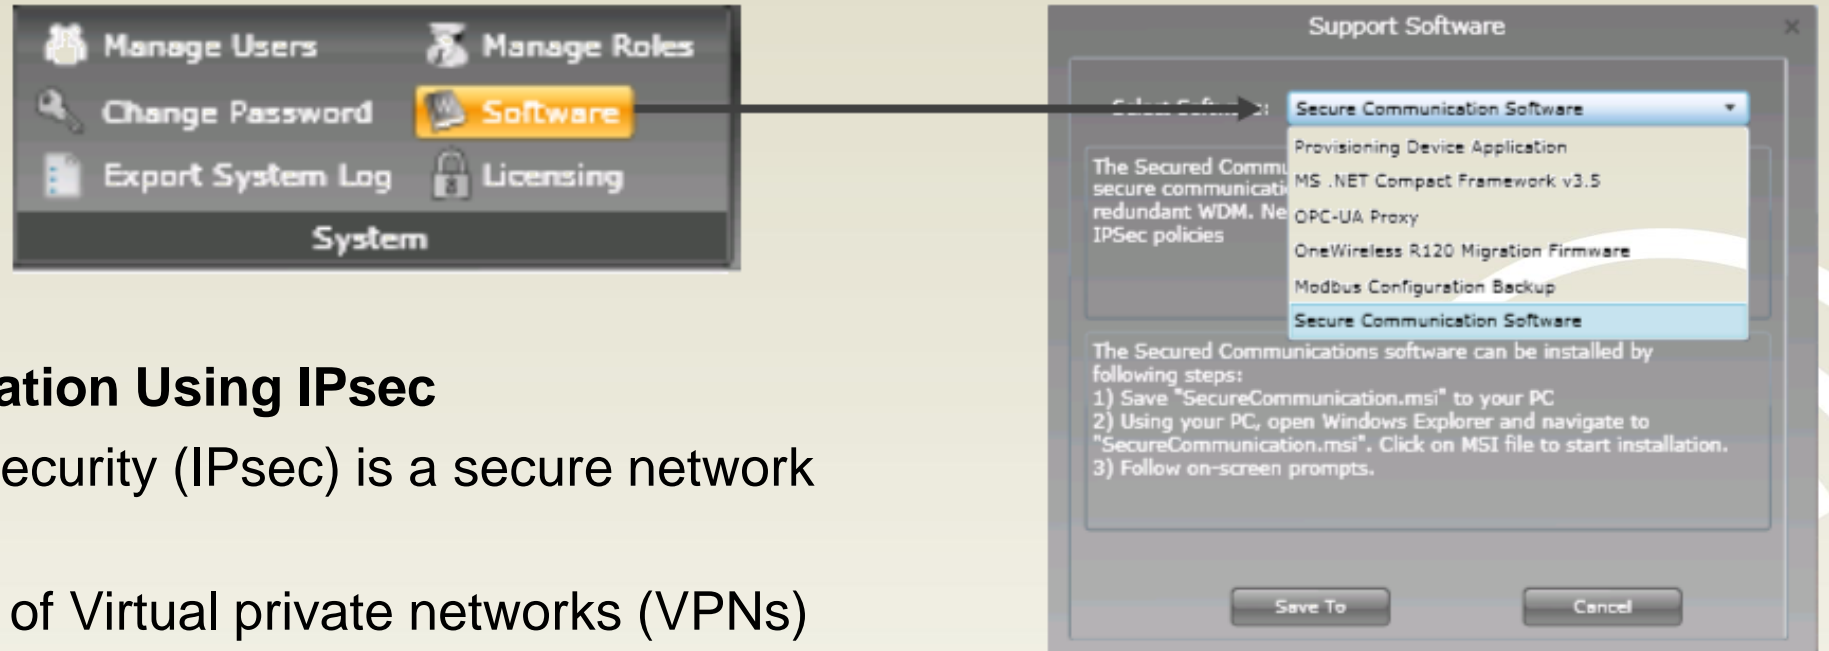 Manage Users
Manage Roles
Change Password
Software
Export System Log
Licensing
System
ation Using IPsec
ecurity (IPsec) is a secure network
of Virtual private networks (VPNs)
Support Software
Select Software:
Secure Communication Software
Provisioning Device Application
MS .NET Compact Framework v3.5
OPC-UA Proxy
OneWireless R120 Migration Firmware
Modbus Configuration Backup
Secure Communication Software
The Secured Commu
secure communicati
redundant WDM. Ne
IPSec policies
The Secured Communications software can be installed by
following steps:
1) Save "SecureCommunication.msi" to your PC
2) Using your PC, open Windows Explorer and navigate to
"SecureCommunication.msi". Click on MSI file to start installation.
3) Follow on-screen prompts.
Save To
Cancel